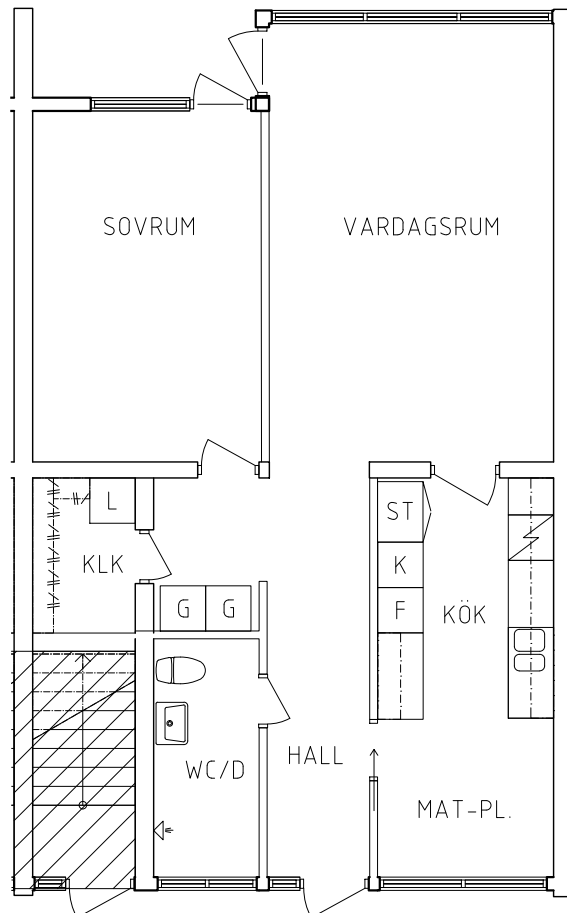 SOVRUM
VARDAGSRUM
L
ST
KLK
K
G G
F
KÖK
HALL
WC/D
MAT-PL.